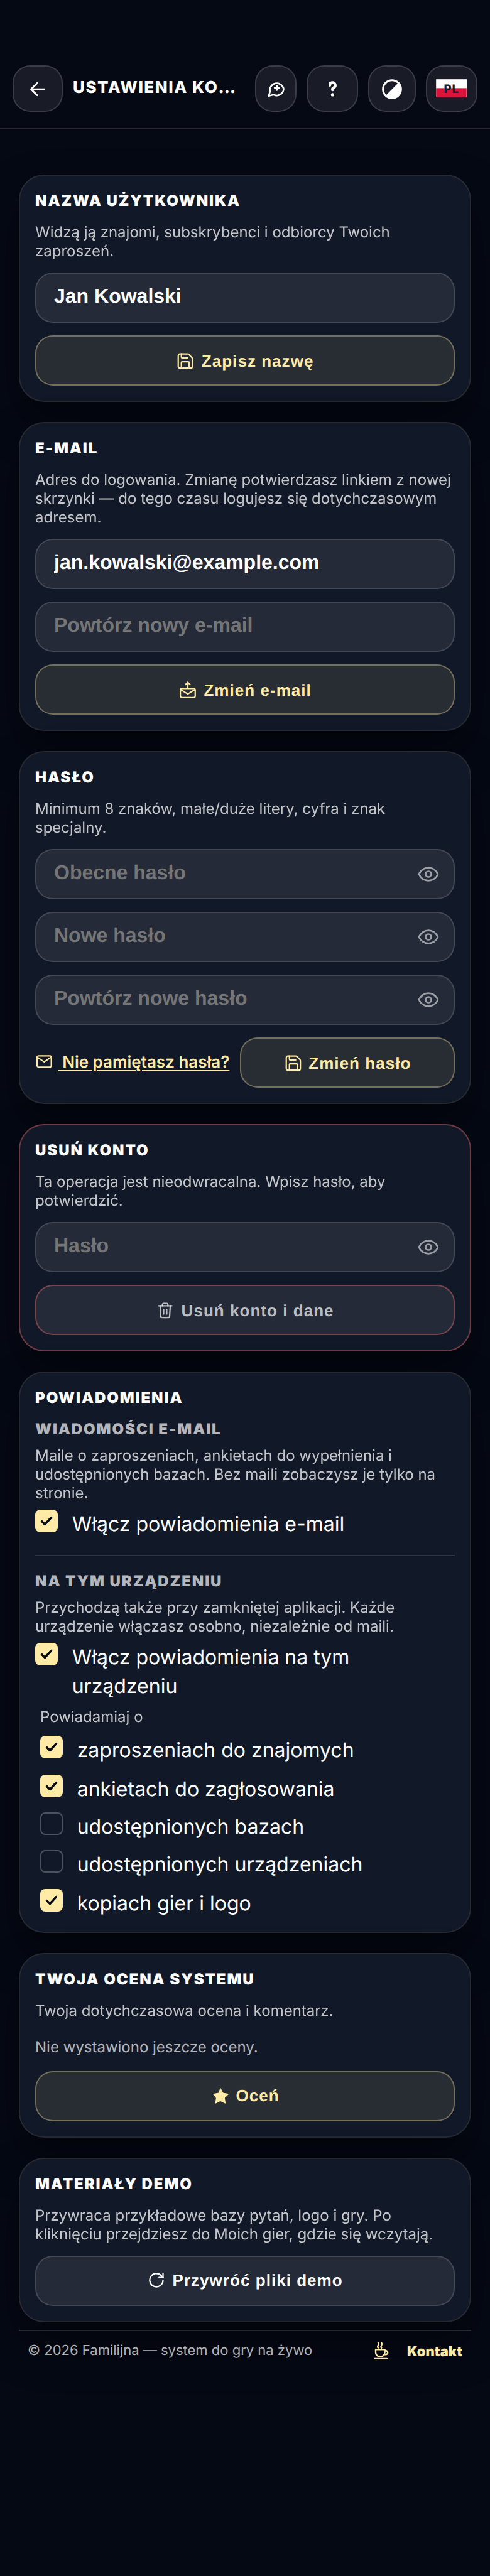 USTAWIENIA KO...
?
PL
NAZWA UŻYTKOWNIKA
Widzą ją znajomi, subskrybenci i odbiorcy Twoich
zaproszeń.
Jan Kowalski
Zapisz nazwę
E-MAIL
Adres do logowania. Zmianę potwierdzasz linkiem z nowej
skrzynki — do tego czasu logujesz się dotychczasowym
adresem.
jan.kowalski@example.com
Powtórz nowy e-mail
Zmień e-mail
HASŁO
Minimum 8 znaków, małe/duże litery, cyfra i znak
specjalny.
Obecne hasło
Nowe hasło
Powtórz nowe hasło
Nie pamiętasz hasła?
Zmień hasło
USUŃ KONTO
Ta operacja jest nieodwracalna. Wpisz hasło, aby
potwierdzić.
Hasło
Usuń konto i dane
POWIADOMIENIA
WIADOMOŚCI E-MAIL
Maile o zaproszeniach, ankietach do wypełnienia i
udostępnionych bazach. Bez maili zobaczysz je tylko na
stronie.
Włącz powiadomienia e-mail
NA TYM URZĄDZENIU
Przychodzą także przy zamkniętej aplikacji. Każde
urządzenie włączasz osobno, niezależnie od maili.
Włącz powiadomienia na tym
urządzeniu
Powiadamiaj o
zaproszeniach do znajomych
ankietach do zagłosowania
udostępnionych bazach
udostępnionych urządzeniach
kopiach gier i logo
TWOJA OCENA SYSTEMU
Twoja dotychczasowa ocena i komentarz.
Nie wystawiono jeszcze oceny.
Oceń
MATERIAŁY DEMO
Przywraca przykładowe bazy pytań, logo i gry. Po
kliknięciu przejdziesz do Moich gier, gdzie się wczytają.
Przywróć pliki demo
© 2026 Familijna — system do gry na żywo
Kontakt